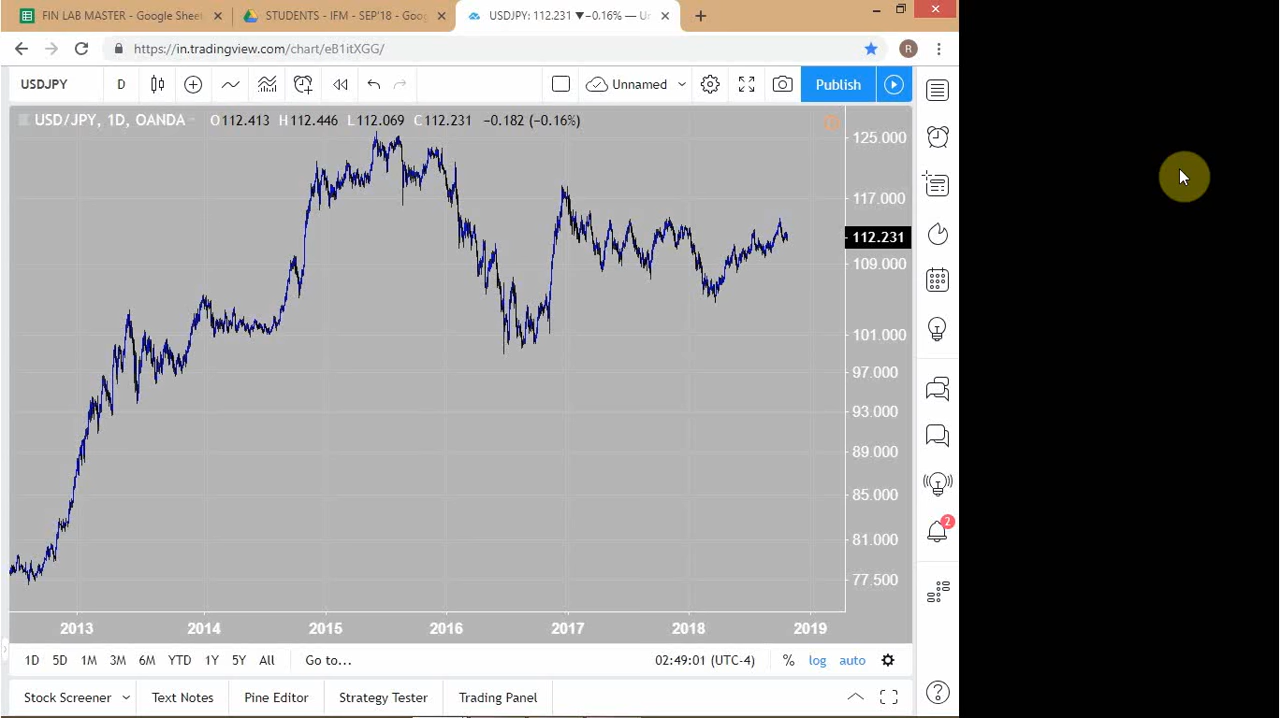 FIN LAB MASTER - Google Sheet
STUDENTS - IFM - SEP'18 - Goo
USDJPY: 112.231 ▼−0.16% — U
https://in.tradingview.com/chart/eB1itXGG/
R
USDJPY
D
Unnamed
Publish
USD/JPY, 1D, OANDA
O112.413 H112.446 L112.069 C112.231 −0.182 (−0.16%)
125.000
117.000
112.231
109.000
101.000
97.000
93.000
89.000
85.000
81.000
77.500
2
2013 2014 2015 2016 2017 2018 2019
1D 5D 1M 3M 6M YTD 1Y 5Y All Go to... 02:49:01 (UTC-4) % log auto
Stock Screener Text Notes Pine Editor Strategy Tester Trading Panel